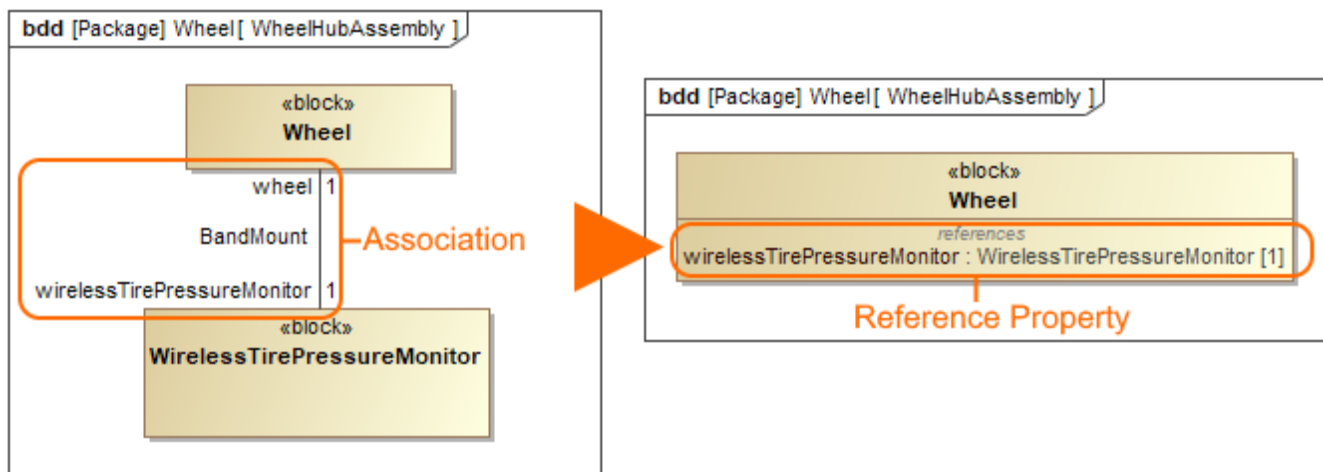 bdd [Package] Wheel[ WheelHubAssembly ]
«block»
Wheel
wheel 1
BandMount
Association
wirelessTirePressureMonitor 1
«block»
WirelessTirePressureMonitor
bdd [Package] Wheel[ WheelHubAssembly ]
«block»
Wheel
references
wirelessTirePressureMonitor : WirelessTirePressureMonitor [1]
Reference Property